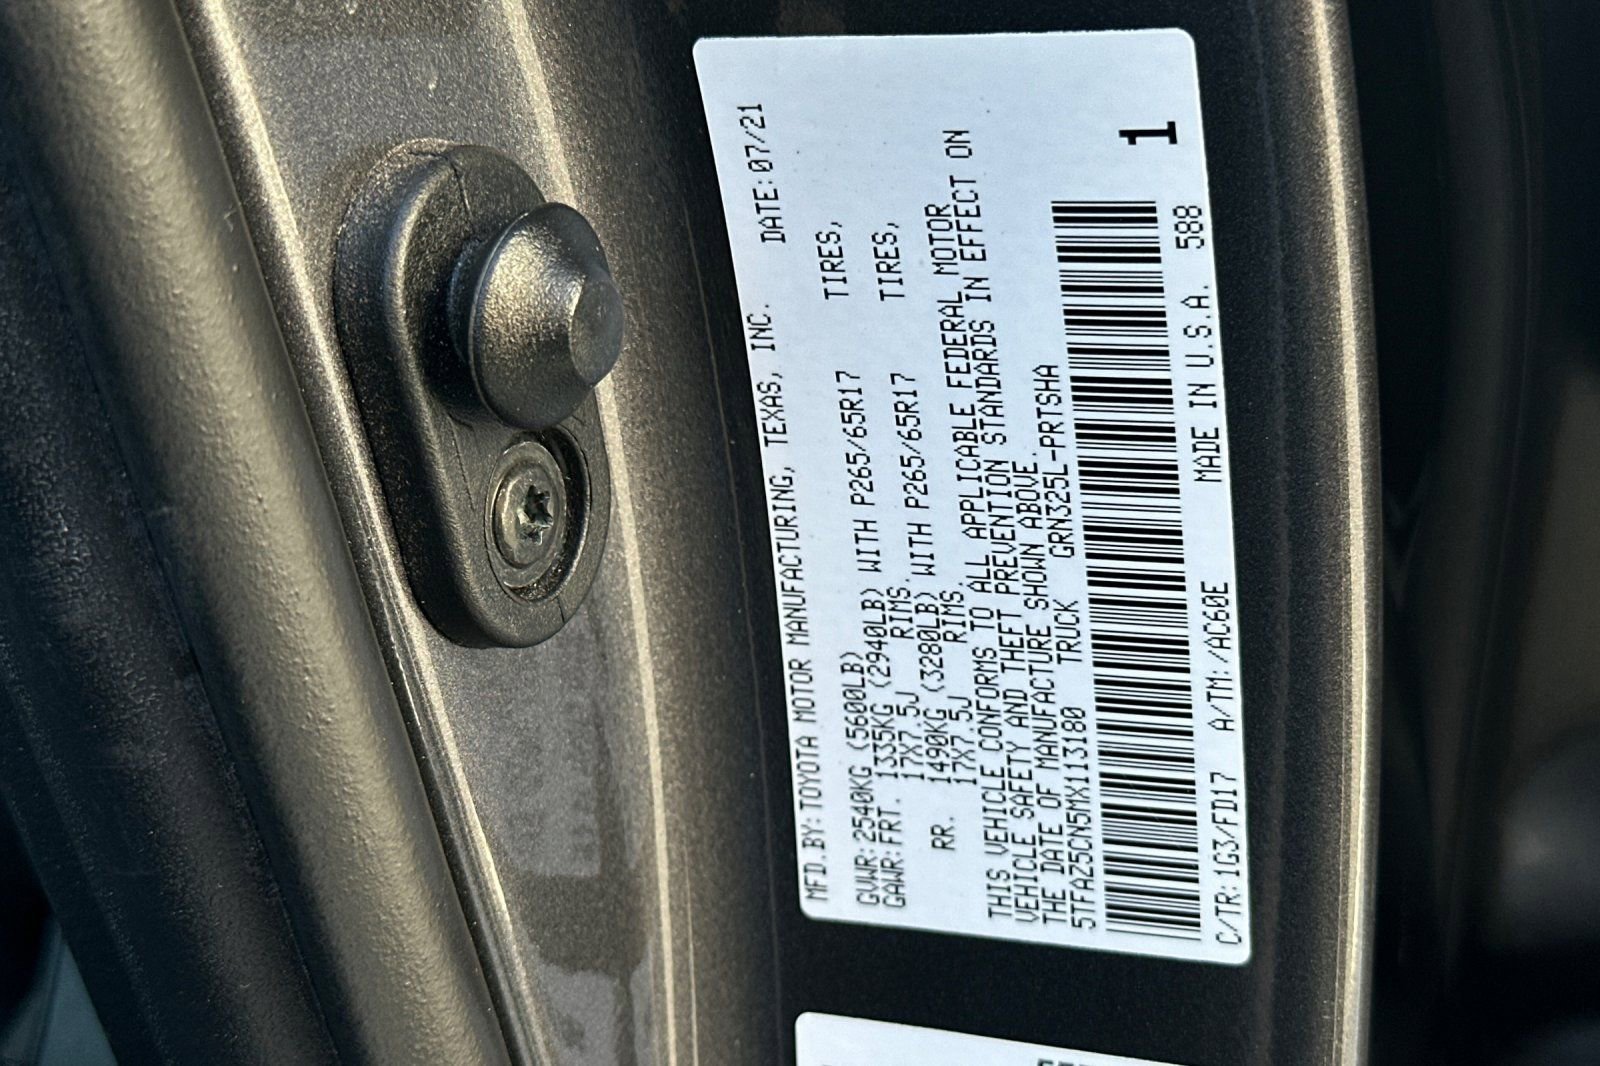 MFD.BY:TOYOTA MOTOR MANUFACTURING, TEXAS, INC. DATE:07/21
GVWR:2540KG (5600LB)
GAWR:FRT. 1335KG (2940LB) WITH P265/65R17 TIRES,
17X7.5J RIMS.
RR. 1490KG (3280LB) WITH P265/65R17 TIRES,
17X7.5J RIMS.
THIS VEHICLE CONFORMS TO ALL APPLICABLE FEDERAL MOTOR
VEHICLE SAFETY AND THEFT PREVENTION STANDARDS IN EFFECT ON
THE DATE OF MANUFACTURE SHOWN ABOVE.
5TFAZ5CN5MX113180 TRUCK GRN325L-PRTSHA
1
C/TR:1G3/FD17 A/TM:/AC60E MADE IN U.S.A. 588